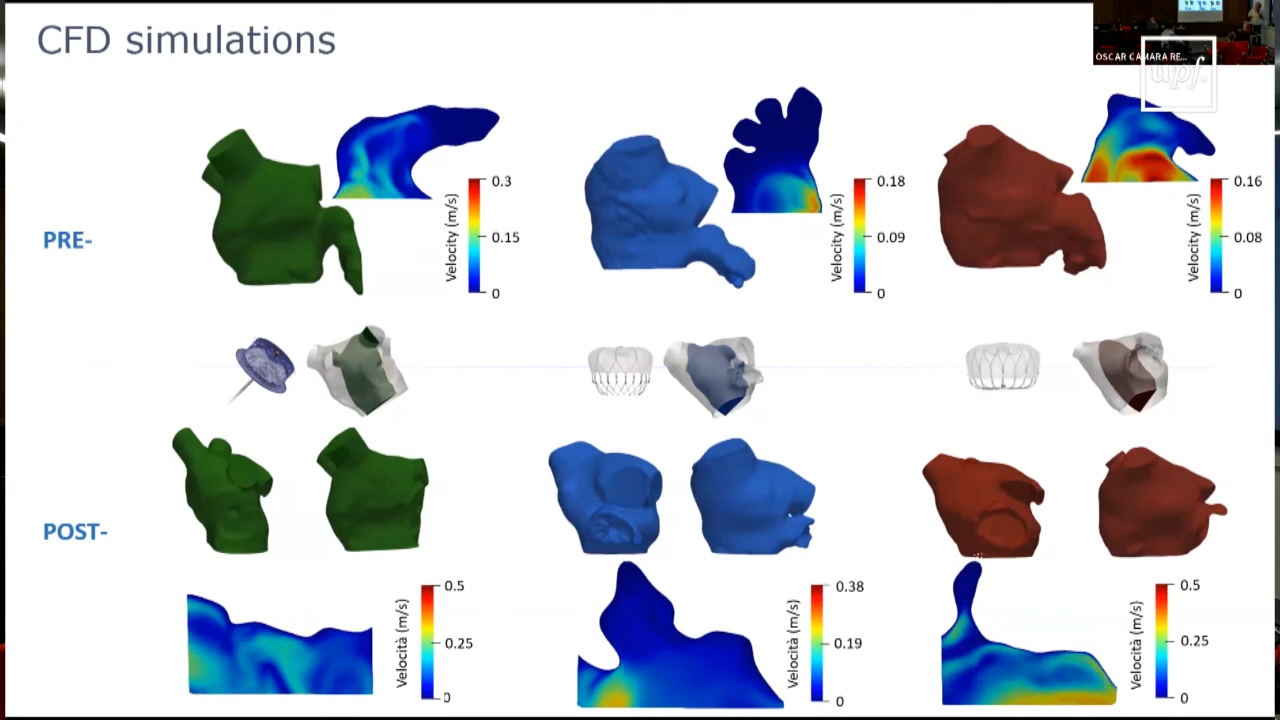 CFD simulations
ÒSCAR CAMARA RE...
upf.
PRE-
Velocity (m/s)
0.3
0.15
0
Velocity (m/s)
0.18
0.09
0
Velocity (m/s)
0.16
0.08
0
POST-
Velocità (m/s)
0.5
0.25
0
Velocità (m/s)
0.38
0.19
0
Velocità (m/s)
0.5
0.25
0